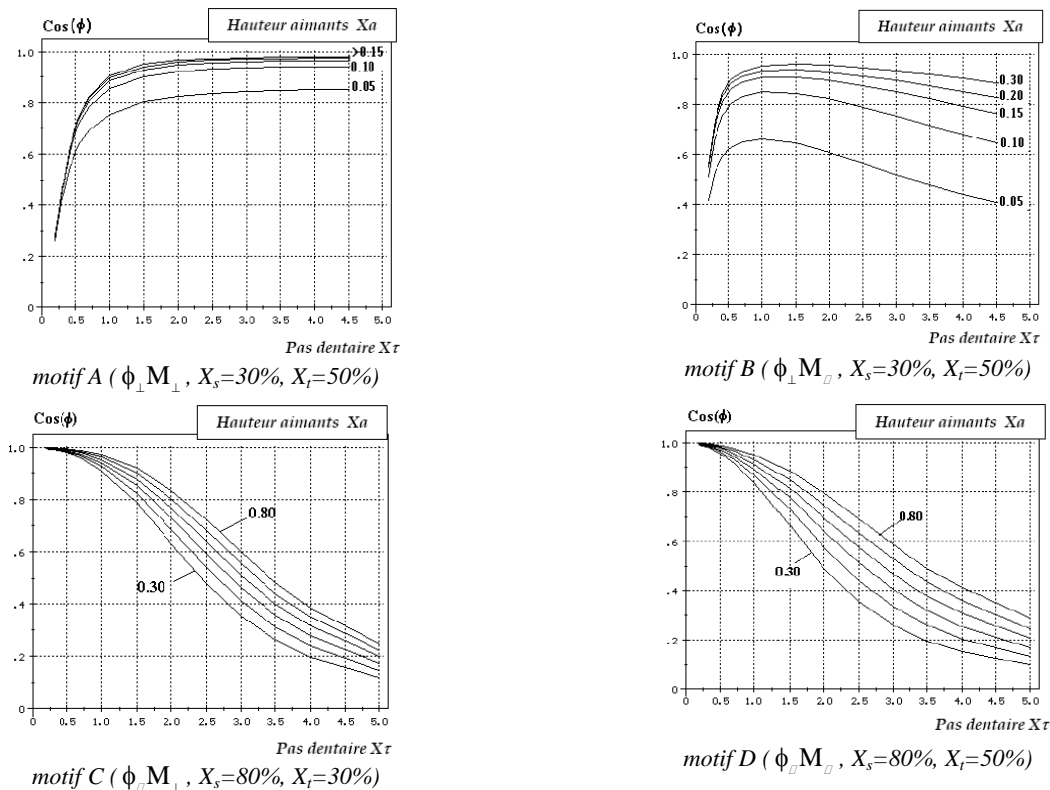 Cos(ϕ)
Hauteur aimants Xa
1.0
.8
.6
.4
.2
0
>0.15
0.10
0.05
0 0.5 1.0 1.5 2.0 2.5 3.0 3.5 4.0 4.5 5.0
Pas dentaire Xτ
motif A ( ϕ⊥M⊥ , Xs=30%, Xt=50%)
Cos(ϕ)
Hauteur aimants Xa
1.0
.8
.6
.4
.2
0
0.30
0.20
0.15
0.10
0.05
0 0.5 1.0 1.5 2.0 2.5 3.0 3.5 4.0 4.5 5.0
Pas dentaire Xτ
motif B ( ϕ⊥M▯ , Xs=30%, Xt=50%)
Cos(ϕ)
Hauteur aimants Xa
1.0
.8
.6
.4
.2
0
0.80
0.30
0 0.5 1.0 1.5 2.0 2.5 3.0 3.5 4.0 4.5 5.0
Pas dentaire Xτ
motif C ( ϕ▯M⊥ , Xs=80%, Xt=30%)
Cos(ϕ)
Hauteur aimants Xa
1.0
.8
.6
.4
.2
0
0.80
0.30
0 0.5 1.0 1.5 2.0 2.5 3.0 3.5 4.0 4.5 5.0
Pas dentaire Xτ
motif D ( ϕ▯M▯ , Xs=80%, Xt=50%)